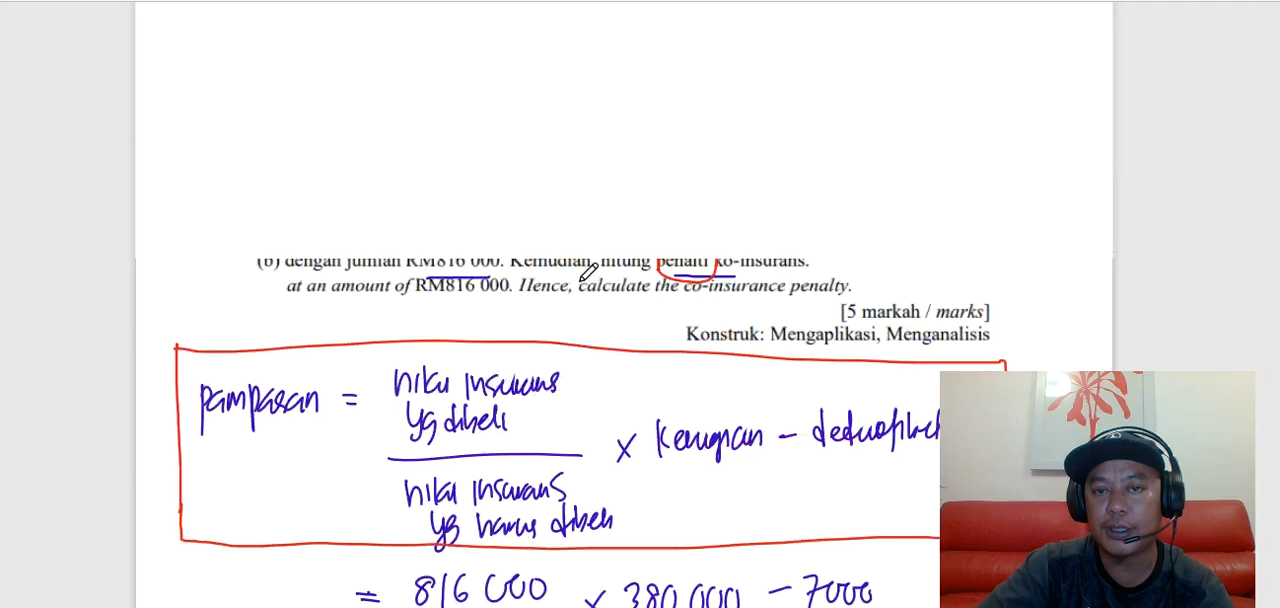 (b) dengan jumlah RM816 000. Kemudian, hitung penalti ko-insurans.
at an amount of RM816 000. Hence, calculate the co-insurance penalty.
[5 markah / marks]
Konstruk: Mengaplikasi, Menganalisis
pampasan = nilai insurans
yg dibeli
× kerugian -
nilai insurans
yg harus dibeli
= 816 000 × 380 000 - 7000